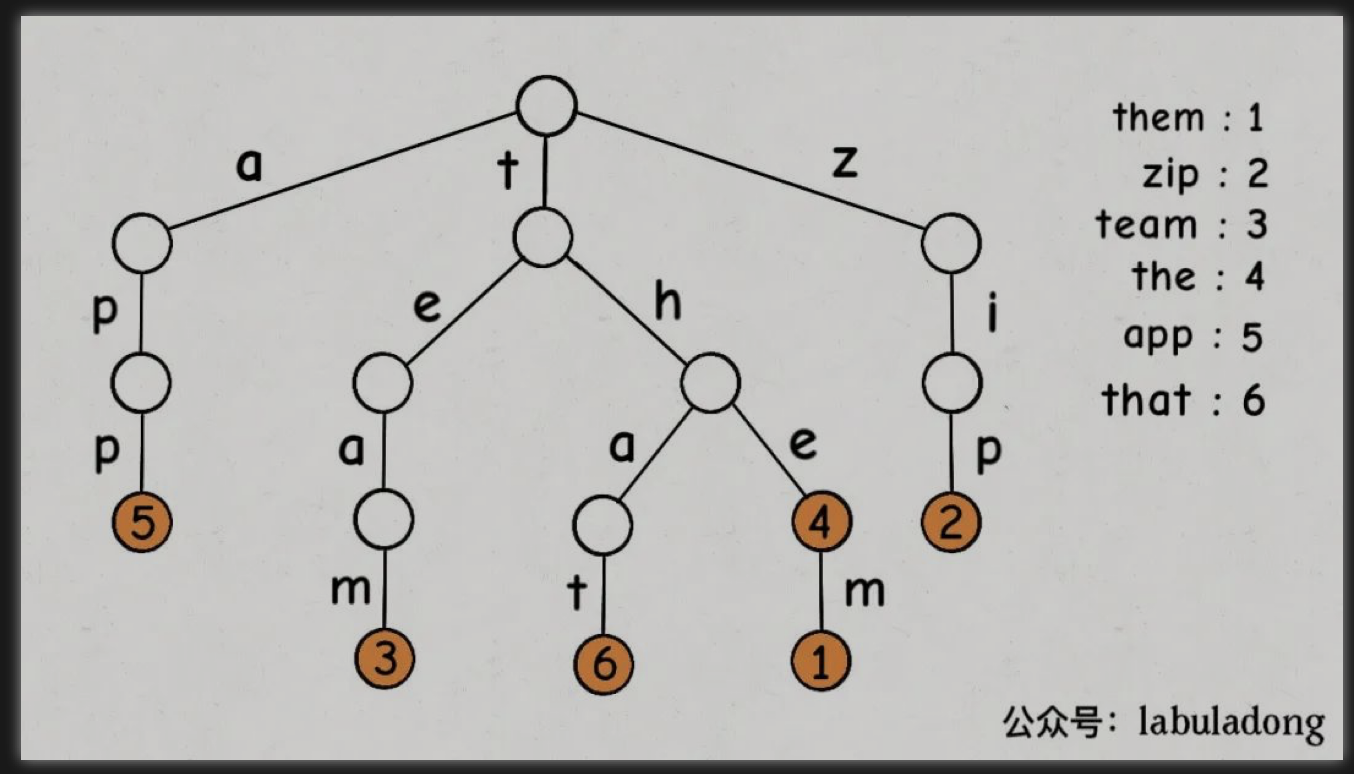 a
t
z
p
e
h
i
p
a
a
e
p
5
4
2
m
t
m
3
6
1
them : 1
zip : 2
team : 3
the : 4
app : 5
that : 6
公众号：labuladong